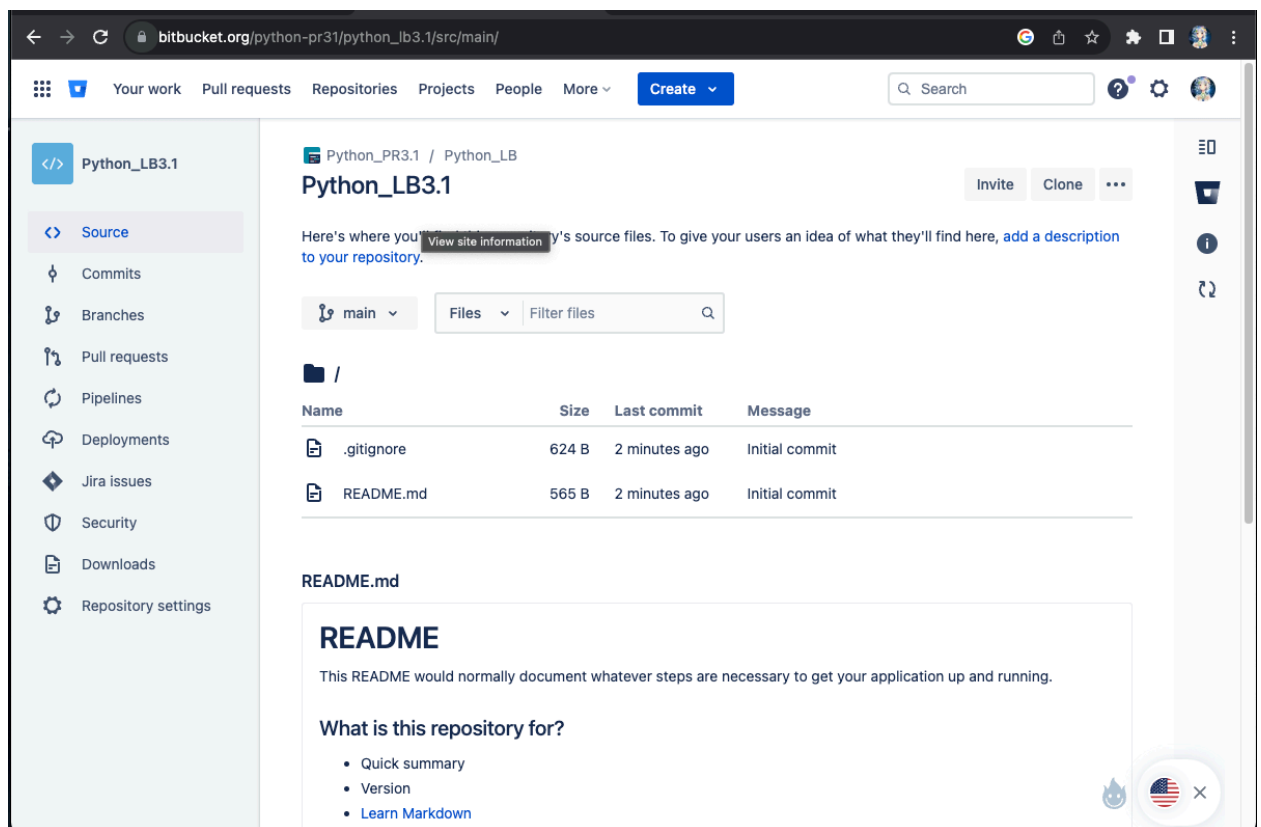 bitbucket.org/python-pr31/python_lb3.1/src/main/
Your work Pull requests Repositories Projects People More Create Search
Python_LB3.1
Source
Commits
Branches
Pull requests
Pipelines
Deployments
Jira issues
Security
Downloads
Repository settings
Python_PR3.1 / Python_LB
Python_LB3.1
Invite Clone
Here's where you'll y's source files. To give your users an idea of what they'll find here, add a description
View site information
to your repository.
main Files Filter files
/
Name Size Last commit Message
.gitignore 624 B 2 minutes ago Initial commit
README.md 565 B 2 minutes ago Initial commit
README.md
README
This README would normally document whatever steps are necessary to get your application up and running.
What is this repository for?
• Quick summary
• Version
• Learn Markdown